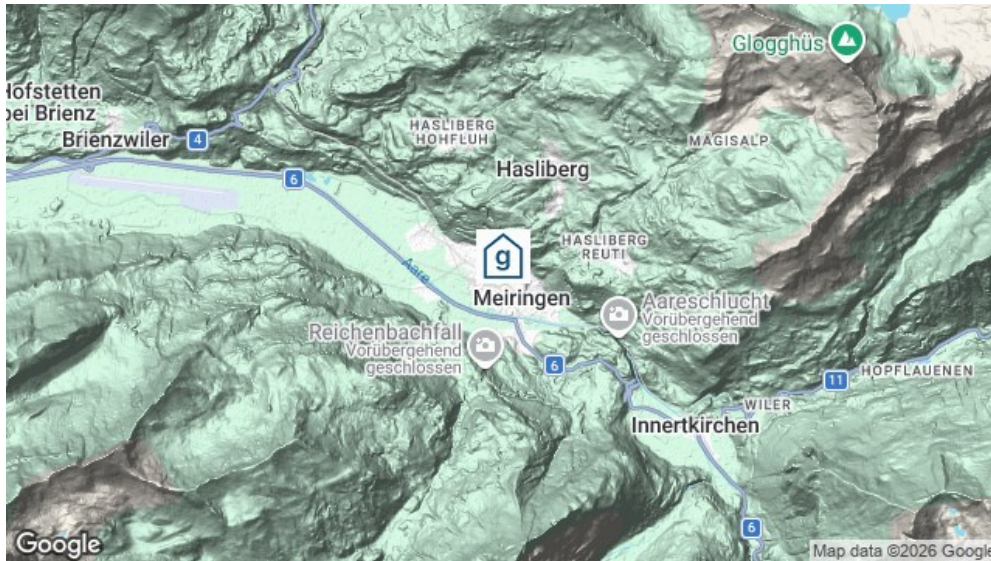 Glogghüs
Hofstetten
bei Brienz
Brienzwiler
4
6
HASLIBERG
HOHFLUH
MÄGISALP
Hasliberg
HASLIBERG
REUTI
g
Aare
Meiringen
Aareschlucht
Vorübergehend
geschlossen
Reichenbachfall
Vorübergehend
geschlossen
6
11
HOPFLAUENEN
WILER
Innertkirchen
6
Google
Map data ©2026 Google